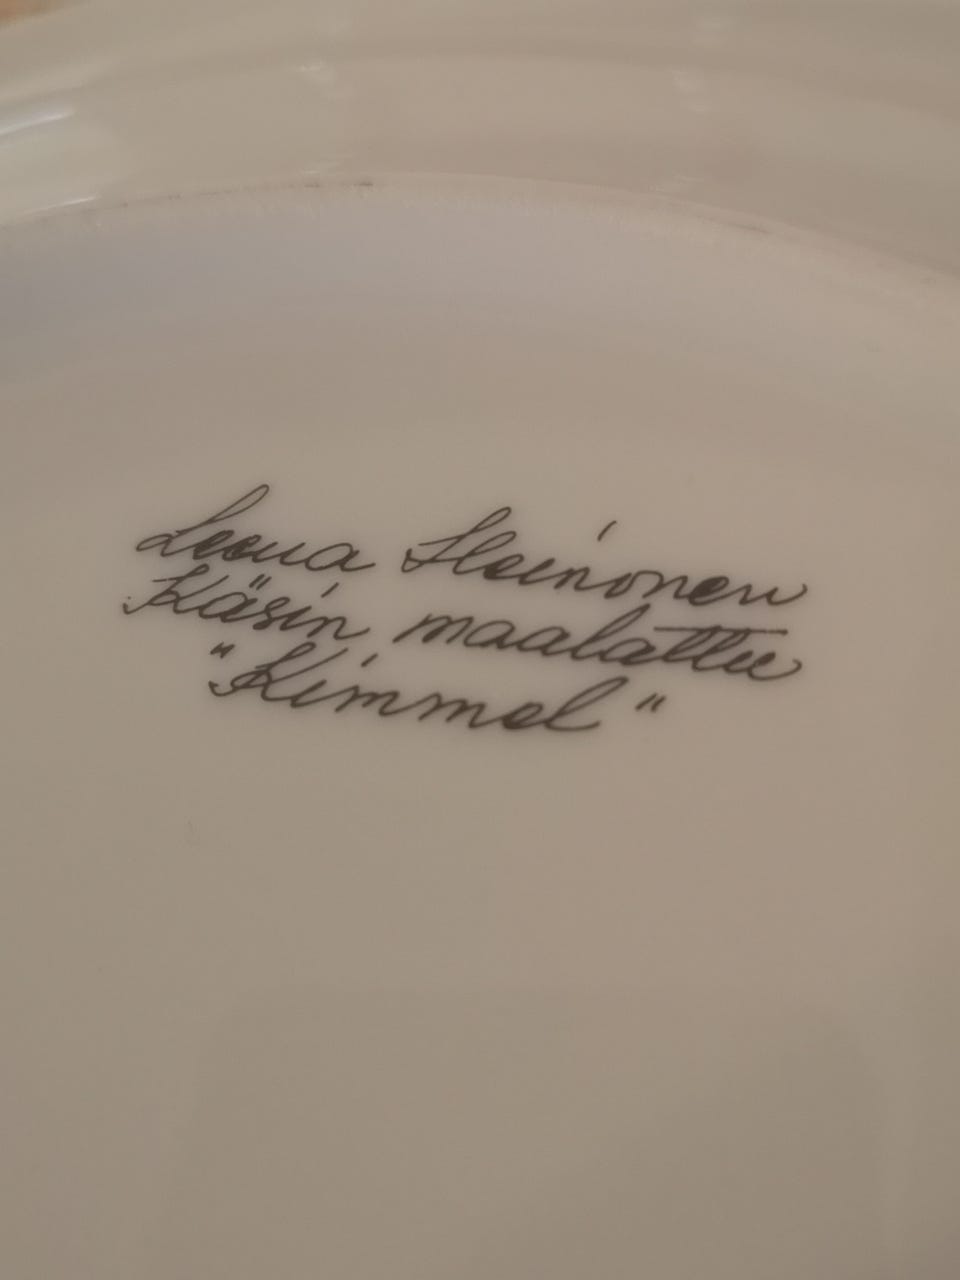 Leena Heinonen
Käsin maalattu
"Kimmel"